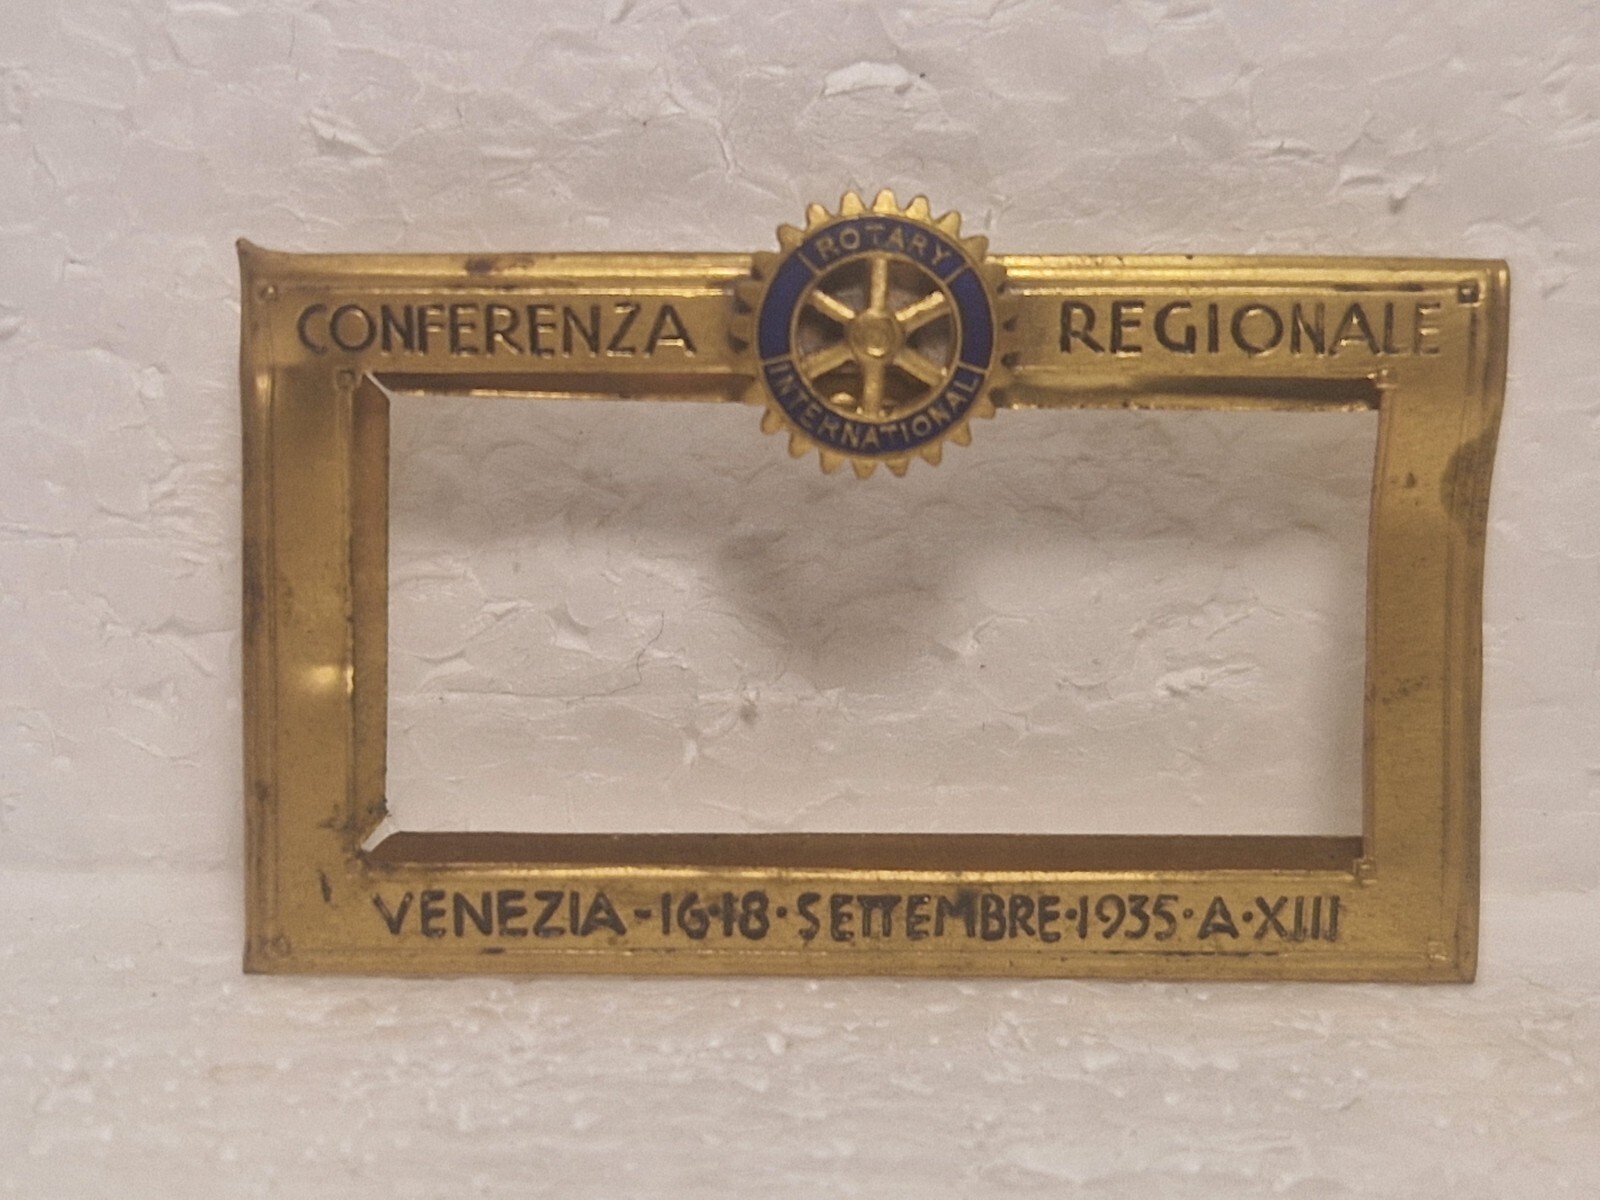 CONFERENZA REGIONALE
ROTARY
INTERNATIONAL
VENEZIA-16·18·SETTEMBRE·1935·A·XIII